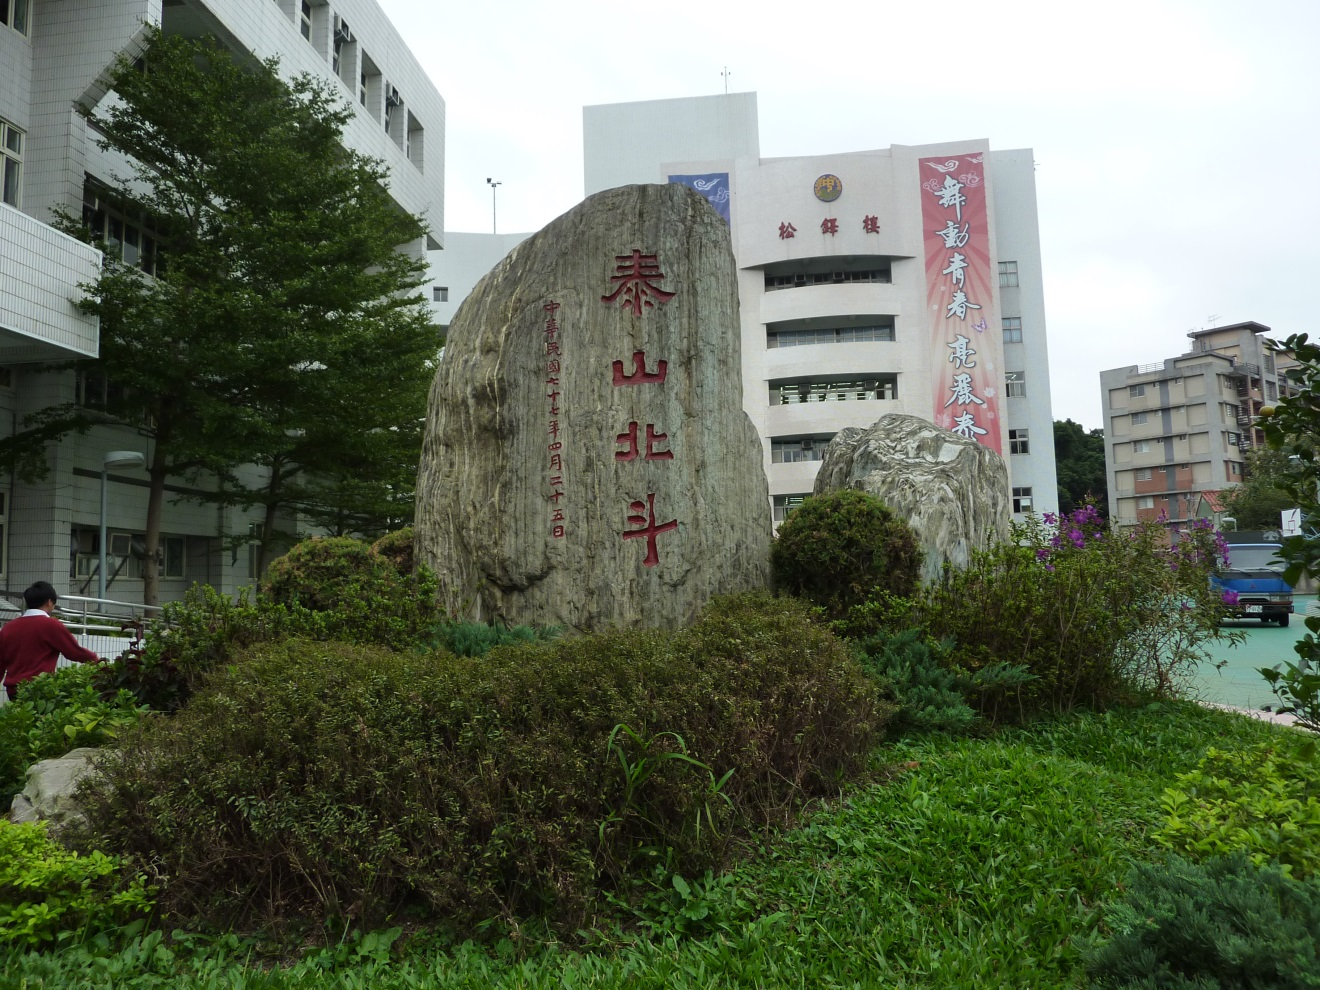 泰山北斗
中華民國七十七年四月二十五日
松鐸樓
舞動青春 亮麗泰